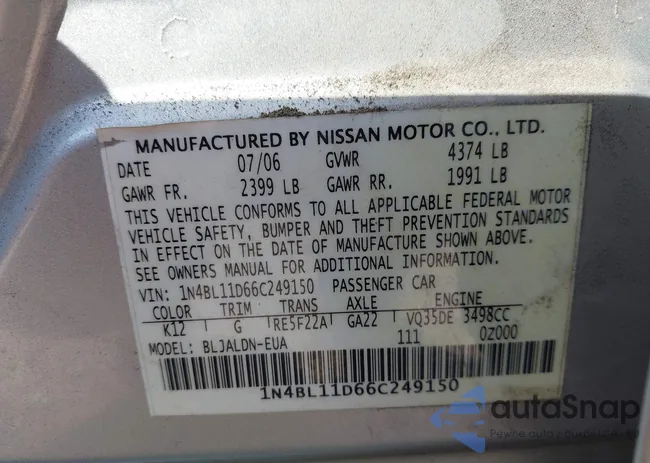 MANUFACTURED BY NISSAN MOTOR CO., LTD.
DATE 07/06 GVWR 4374 LB
GAWR FR. 2399 LB GAWR RR. 1991 LB
THIS VEHICLE CONFORMS TO ALL APPLICABLE FEDERAL MOTOR
VEHICLE SAFETY, BUMPER AND THEFT PREVENTION STANDARDS
IN EFFECT ON THE DATE OF MANUFACTURE SHOWN ABOVE.
SEE OWNERS MANUAL FOR ADDITIONAL INFORMATION.
VIN: 1N4BL11D66C249150 PASSENGER CAR
COLOR TRIM TRANS AXLE ENGINE
K12 G RE5F22A GA22 VQ35DE 3498CC
MODEL: BLJALDN-EUA 111 0Z000
1N4BL11D66C249150
autoSnap
Pewne auta z